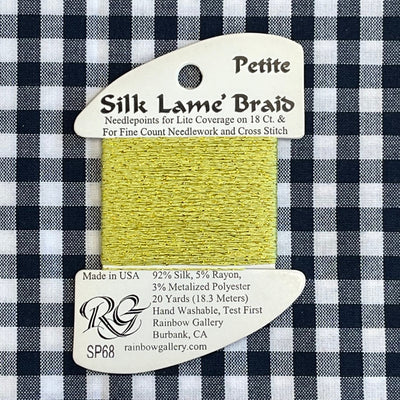 Petite
Silk Lamé Braid
Needlepoints for Lite Coverage on 18 Ct. &
For Fine Count Needlework and Cross Stitch
Made in USA
92% Silk, 5% Rayon,
3% Metalized Polyester
20 Yards (18.3 Meters)
Hand Washable, Test First
Rainbow Gallery
Burbank, CA
RG
SP68
rainbowgallery.com